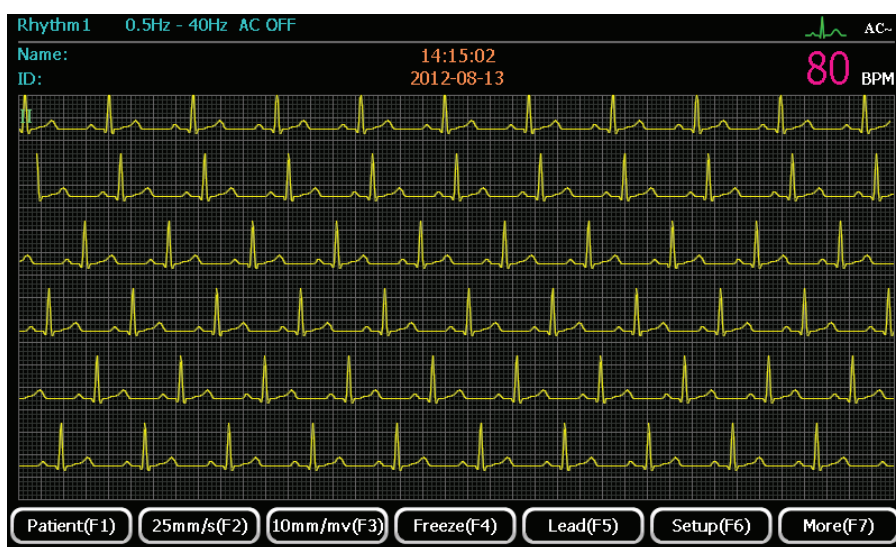 Rhythm1 0.5Hz - 40Hz AC OFF AC~
Name: 14:15:02 80 BPM
ID: 2012-08-13
II
Patient(F1) 25mm/s(F2) 10mm/mv(F3) Freeze(F4) Lead(F5) Setup(F6) More(F7)